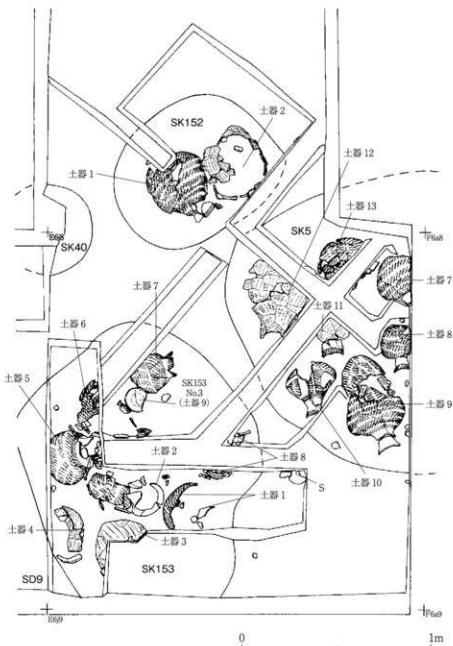 SK152
土器 2
土器 1
土器 12
土器 13
SK5
E6j8
F6a8
SK40
土器 7
土器 7
土器 11
土器 6
土器 8
土器 5
SK153
No.3
(土器 9)
土器 9
土器 8
土器 2
土器 10
土器 1
S
土器 4
土器 3
SD9
SK153
E6j9
F6a9
0
1m